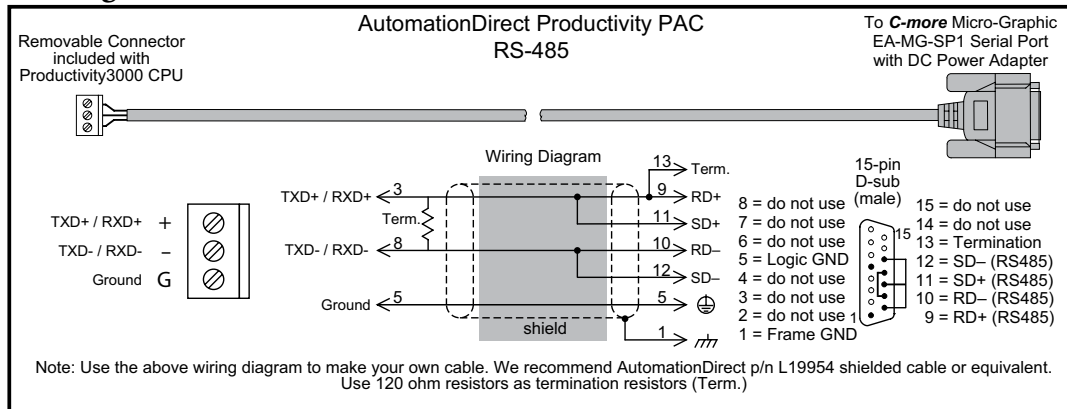 AutomationDirect Productivity PAC
RS-485
Removable Connector
included with
Productivity3000 CPU
To C-more Micro-Graphic
EA-MG-SP1 Serial Port
with DC Power Adapter
Wiring Diagram
TXD+ / RXD+ +
TXD- / RXD- –
Ground G
TXD+ / RXD+ 3
Term.
TXD- / RXD- 8
Ground 5
shield
13 Term.
9 RD+
11 SD+
10 RD–
12 SD–
5
1
8 = do not use
7 = do not use
6 = do not use
5 = Logic GND
4 = do not use
3 = do not use
2 = do not use
1 = Frame GND
15-pin
D-sub
(male)
15
1
15 = do not use
14 = do not use
13 = Termination
12 = SD– (RS485)
11 = SD+ (RS485)
10 = RD– (RS485)
9 = RD+ (RS485)
Note: Use the above wiring diagram to make your own cable. We recommend AutomationDirect p/n L19954 shielded cable or equivalent.
Use 120 ohm resistors as termination resistors (Term.)